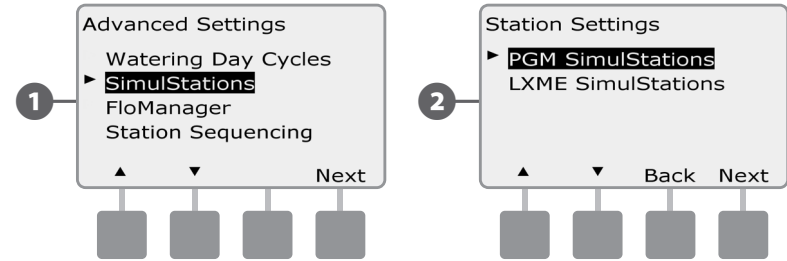 1
Advanced Settings
Watering Day Cycles
► SimulStations
FloManager
Station Sequencing
▲ ▼ Next
2
Station Settings
► PGM SimulStations
LXME SimulStations
▲ ▼ Back Next